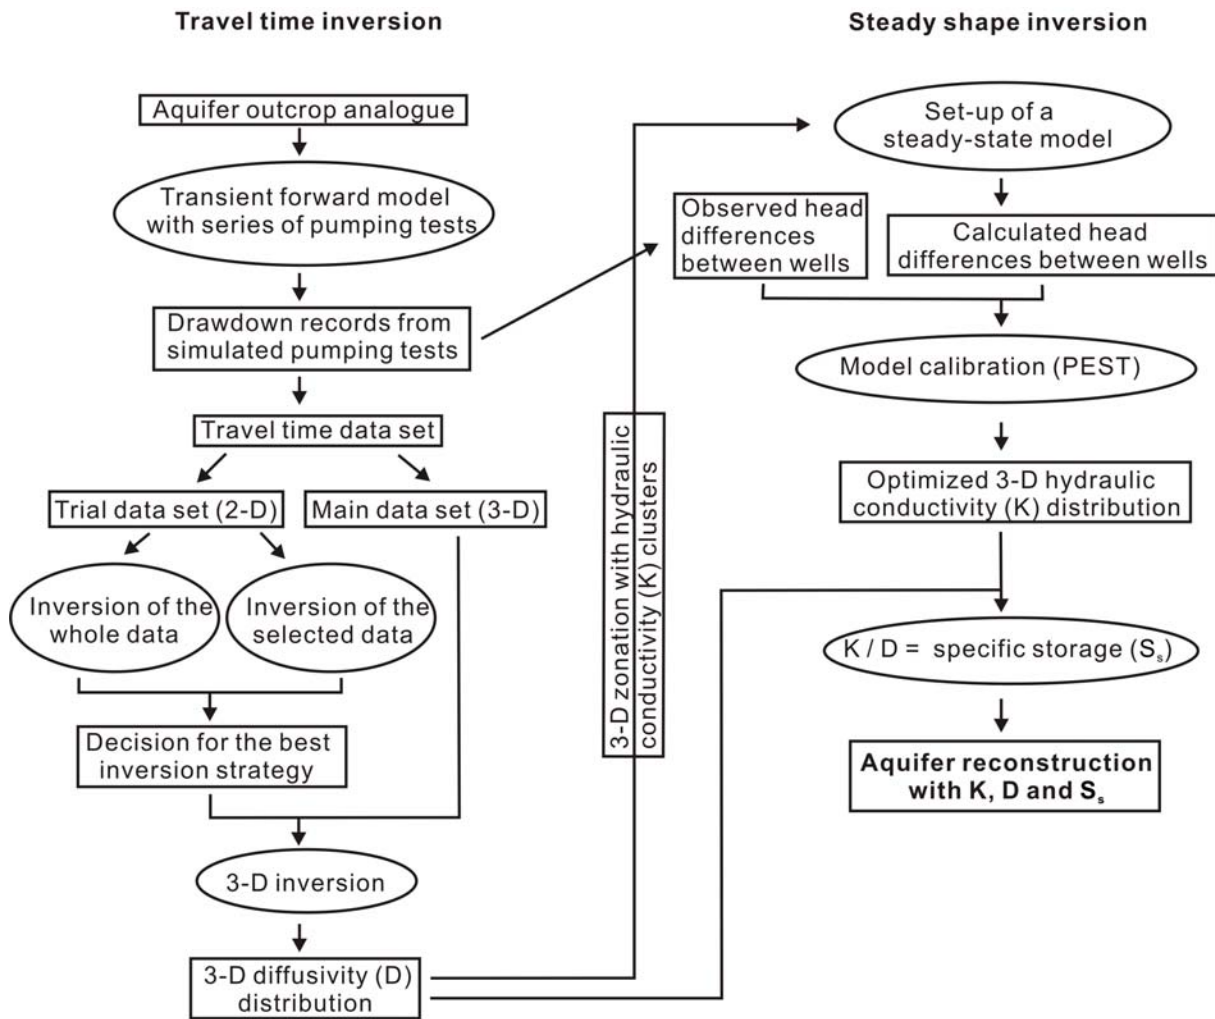 Travel time inversion
Aquifer outcrop analogue
Transient forward model
with series of pumping tests
Drawdown records from
simulated pumping tests
Travel time data set
Trial data set (2-D)
Main data set (3-D)
Inversion of the
whole data
Inversion of the
selected data
Decision for the best
inversion strategy
3-D inversion
3-D diffusivity (D)
distribution
3-D zonation with hydraulic
conductivity (K) clusters
Steady shape inversion
Set-up of a
steady-state model
Observed head
differences
between wells
Calculated head
differences between wells
Model calibration (PEST)
Optimized 3-D hydraulic
conductivity (K) distribution
K / D = specific storage (Ss)
Aquifer reconstruction
with K, D and Ss